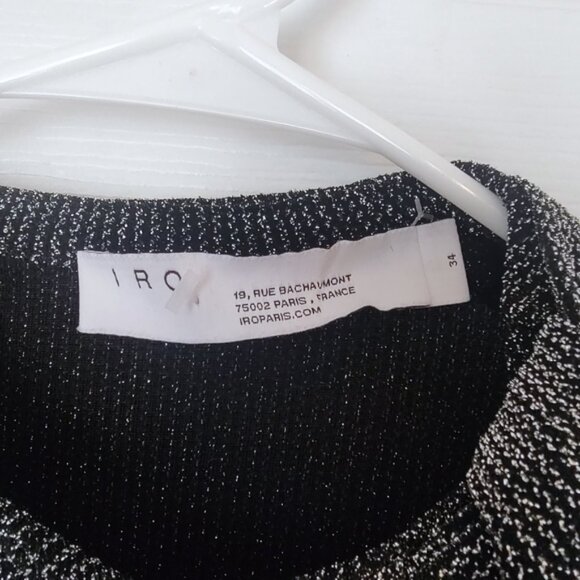 IRO
19, RUE BACHAUMONT
75002 PARIS , FRANCE
IROPARIS.COM
34